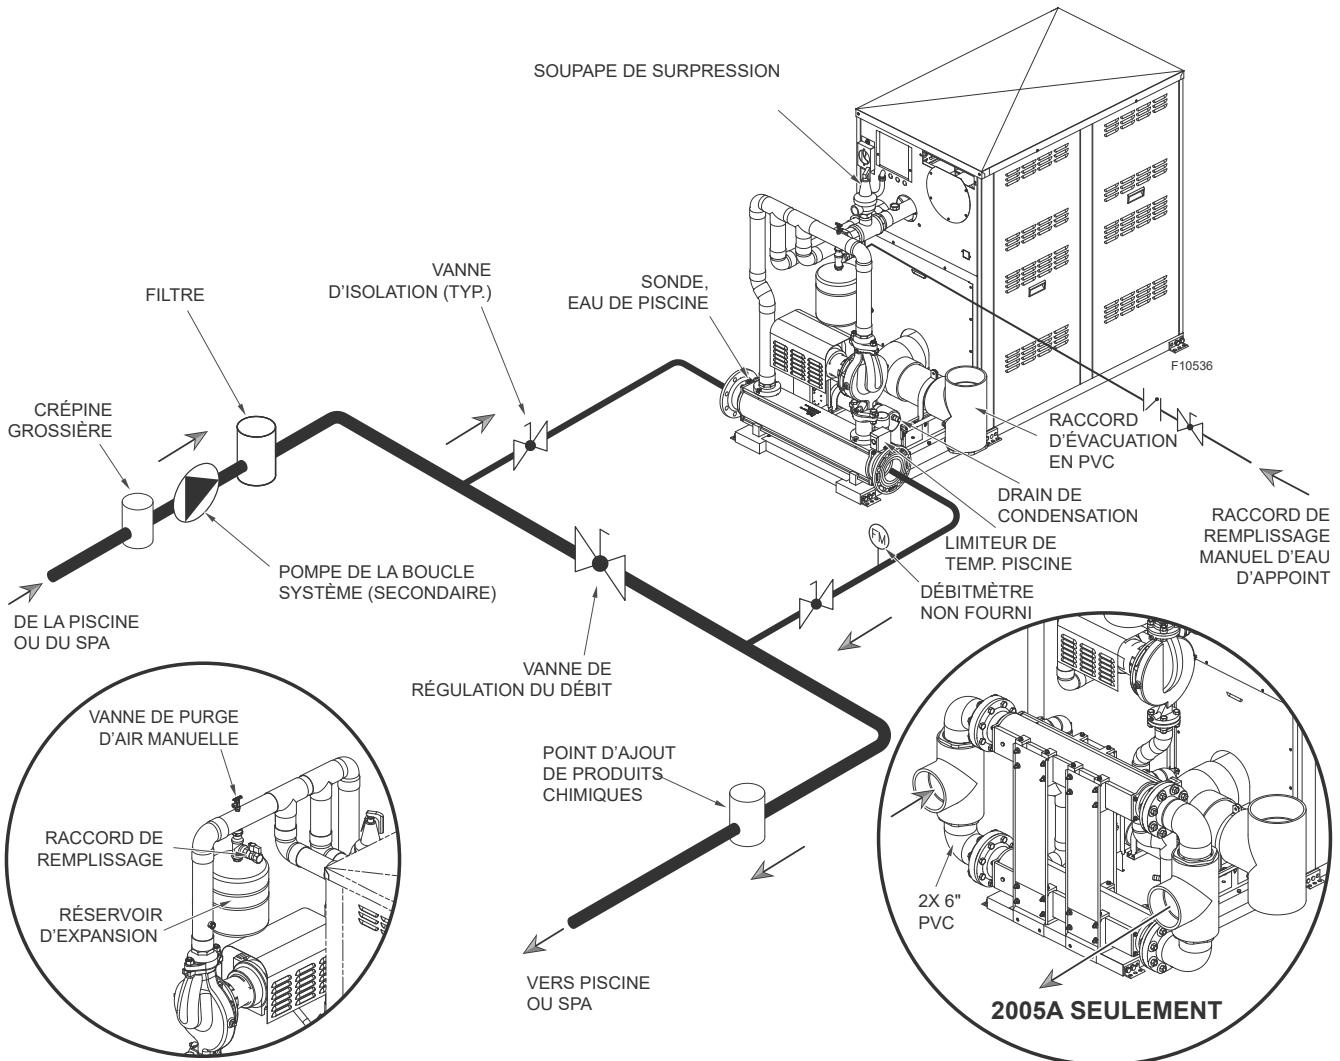 SOUPAPE DE SURPRESSION
VANNE
D'ISOLATION (TYP.)
SONDE,
EAU DE PISCINE
FILTRE
F10536
CRÉPINE
GROSSIÈRE
RACCORD
D'ÉVACUATION
EN PVC
DRAIN DE
CONDENSATION
RACCORD DE
REMPLISSAGE
MANUEL D'EAU
D'APPOINT
LIMITEUR DE
TEMP. PISCINE
FM
POMPE DE LA BOUCLE
SYSTÈME (SECONDAIRE)
DÉBITMÈTRE
NON FOURNI
DE LA PISCINE
OU DU SPA
VANNE DE
RÉGULATION DU DÉBIT
VANNE DE PURGE
D'AIR MANUELLE
POINT D'AJOUT
DE PRODUITS
CHIMIQUES
RACCORD DE
REMPLISSAGE
RÉSERVOIR
D'EXPANSION
2X 6"
PVC
VERS PISCINE
OU SPA
2005A SEULEMENT